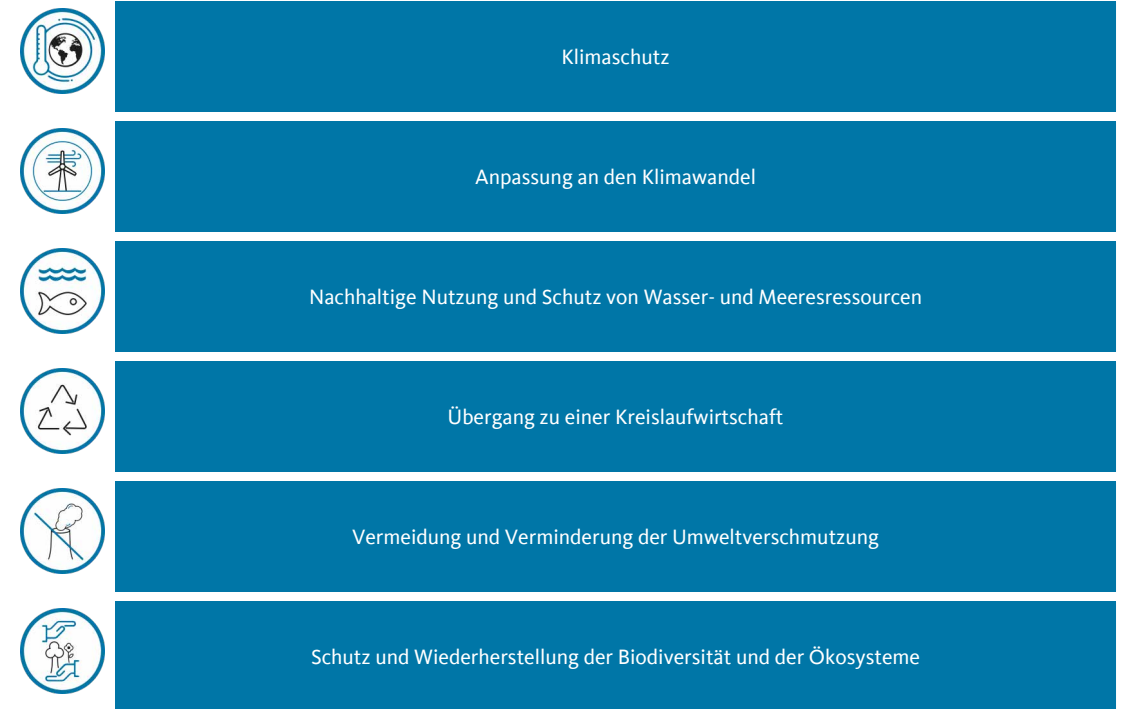 Klimaschutz
Anpassung an den Klimawandel
Nachhaltige Nutzung und Schutz von Wasser- und Meeresressourcen
Übergang zu einer Kreislaufwirtschaft
Vermeidung und Verminderung der Umweltverschmutzung
Schutz und Wiederherstellung der Biodiversität und der Ökosysteme